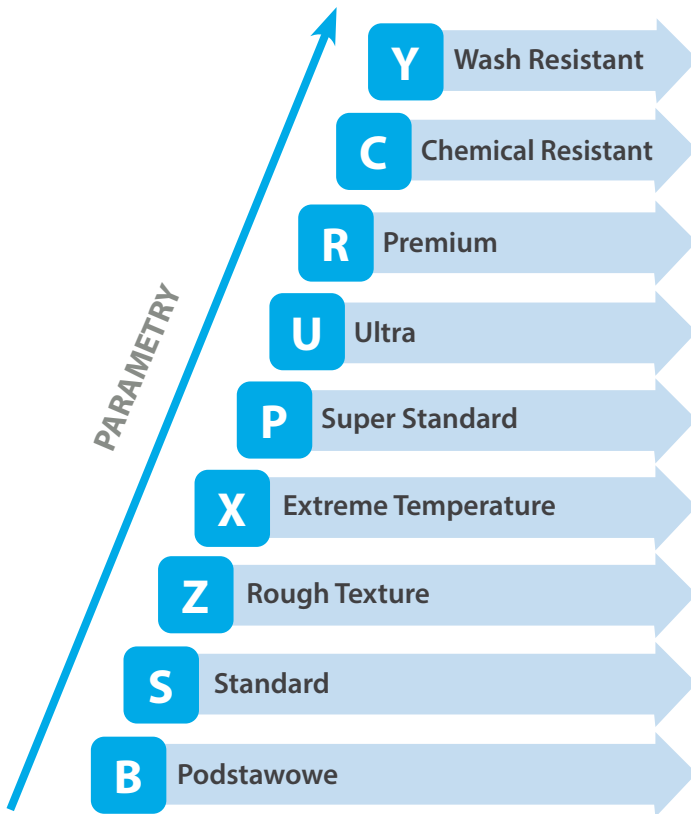 Y Wash Resistant
C Chemical Resistant
R Premium
U Ultra
PARAMETRY
P Super Standard
X Extreme Temperature
Z Rough Texture
S Standard
B Podstawowe